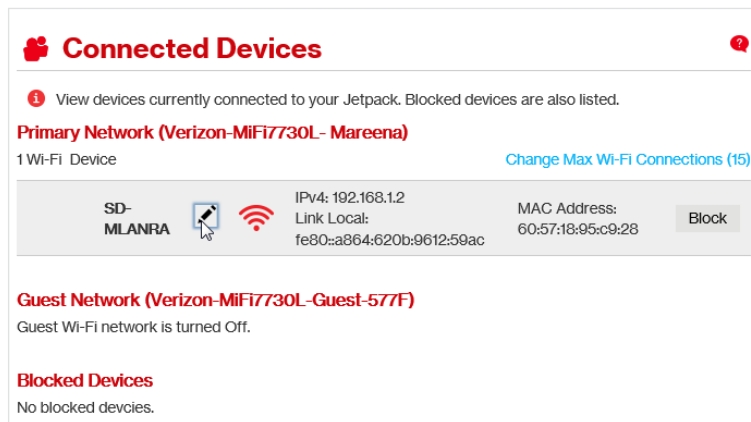 Connected Devices
?
i View devices currently connected to your Jetpack. Blocked devices are also listed.
Primary Network (Verizon-MiFi7730L- Mareena)
1 Wi-Fi Device Change Max Wi-Fi Connections (15)
SD-
MLANRA
IPv4: 192.168.1.2
Link Local:
fe80::a864:620b:9612:59ac
MAC Address:
60:57:18:95:c9:28
Block
Guest Network (Verizon-MiFi7730L-Guest-577F)
Guest Wi-Fi network is turned Off.
Blocked Devices
No blocked devcies.